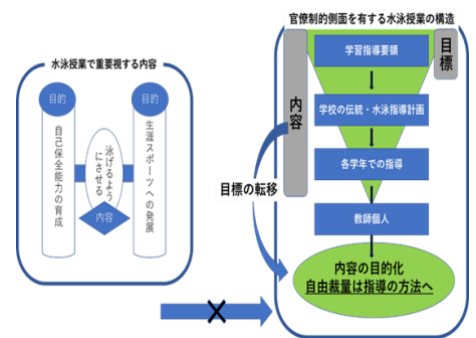 水泳授業で重要視する内容
目的
目的
自己保全能力の育成
泳げるよう
にさせる
内容
生涯スポーツへの発展
官僚制的側面を有する水泳授業の構造
内容
目標
学習指導要領
学校の伝統・水泳指導計画
各学年での指導
教師個人
目標の転移
内容の目的化
自由裁量は指導の方法へ